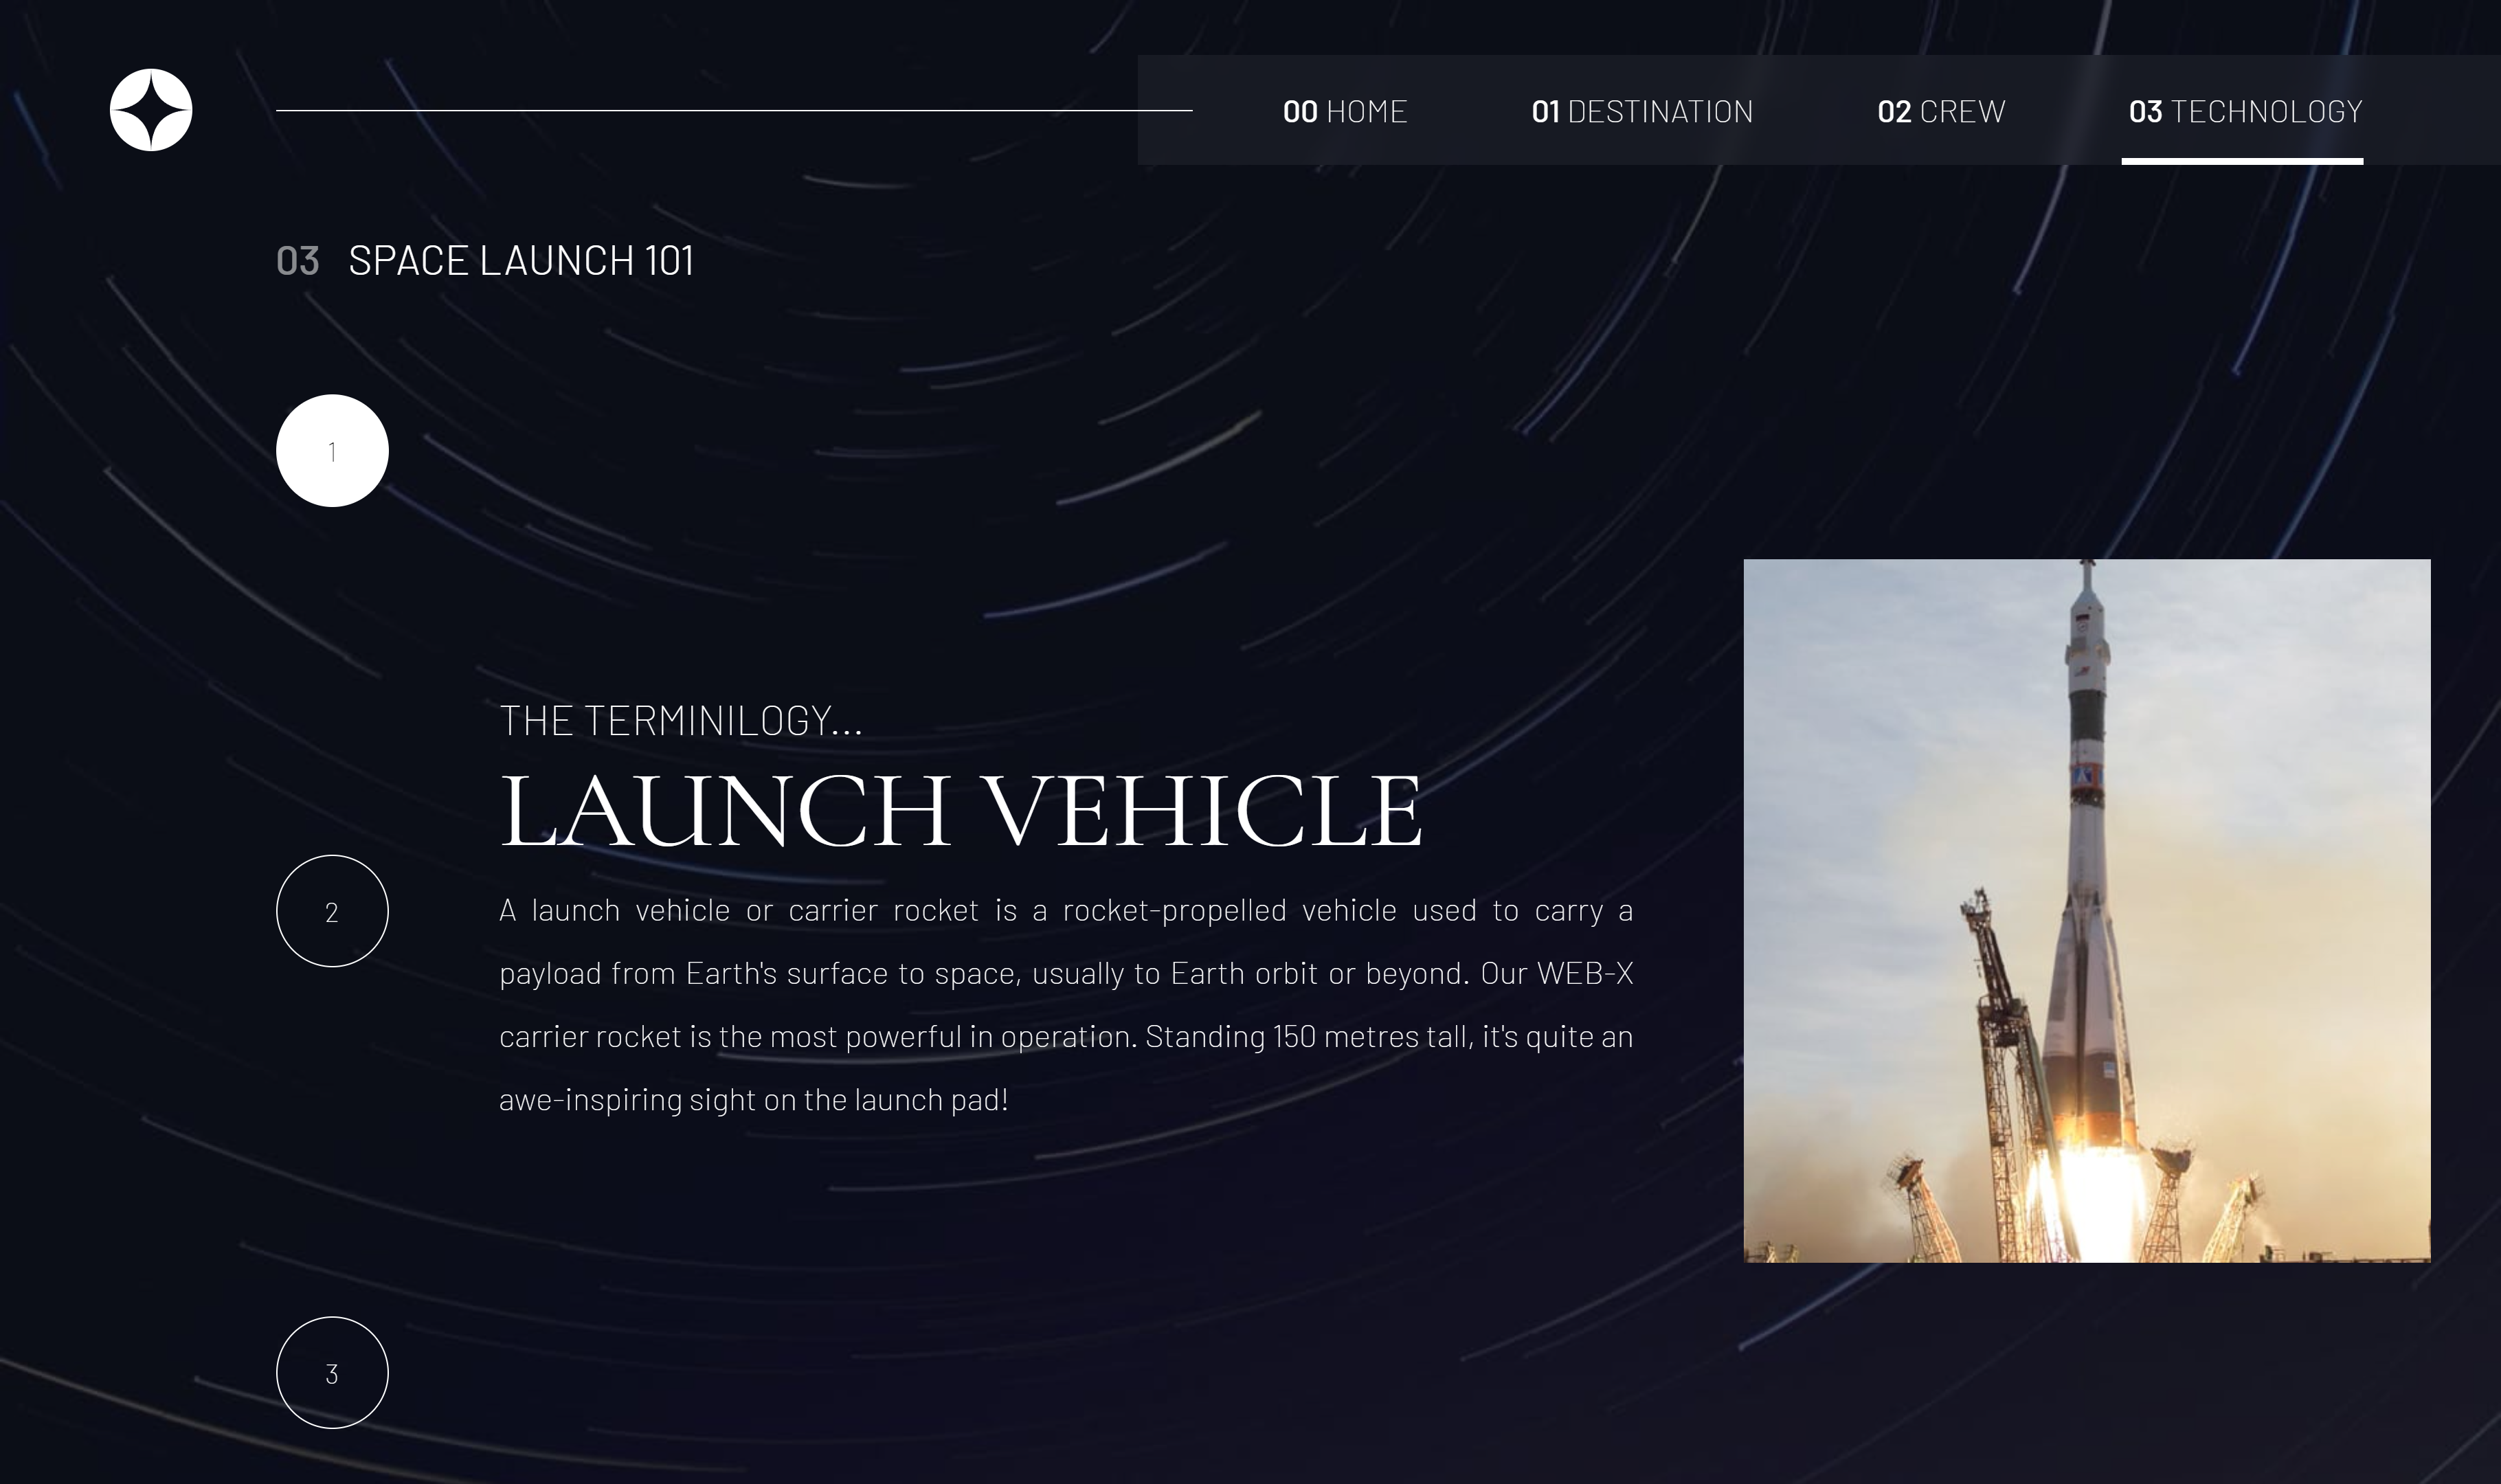 00 HOME 01 DESTINATION 02 CREW 03 TECHNOLOGY
03 SPACE LAUNCH 101
1
THE TERMINILOGY...
LAUNCH VEHICLE
2
A launch vehicle or carrier rocket is a rocket-propelled vehicle used to carry a
payload from Earth's surface to space, usually to Earth orbit or beyond. Our WEB-X
carrier rocket is the most powerful in operation. Standing 150 metres tall, it's quite an
awe-inspiring sight on the launch pad!
3